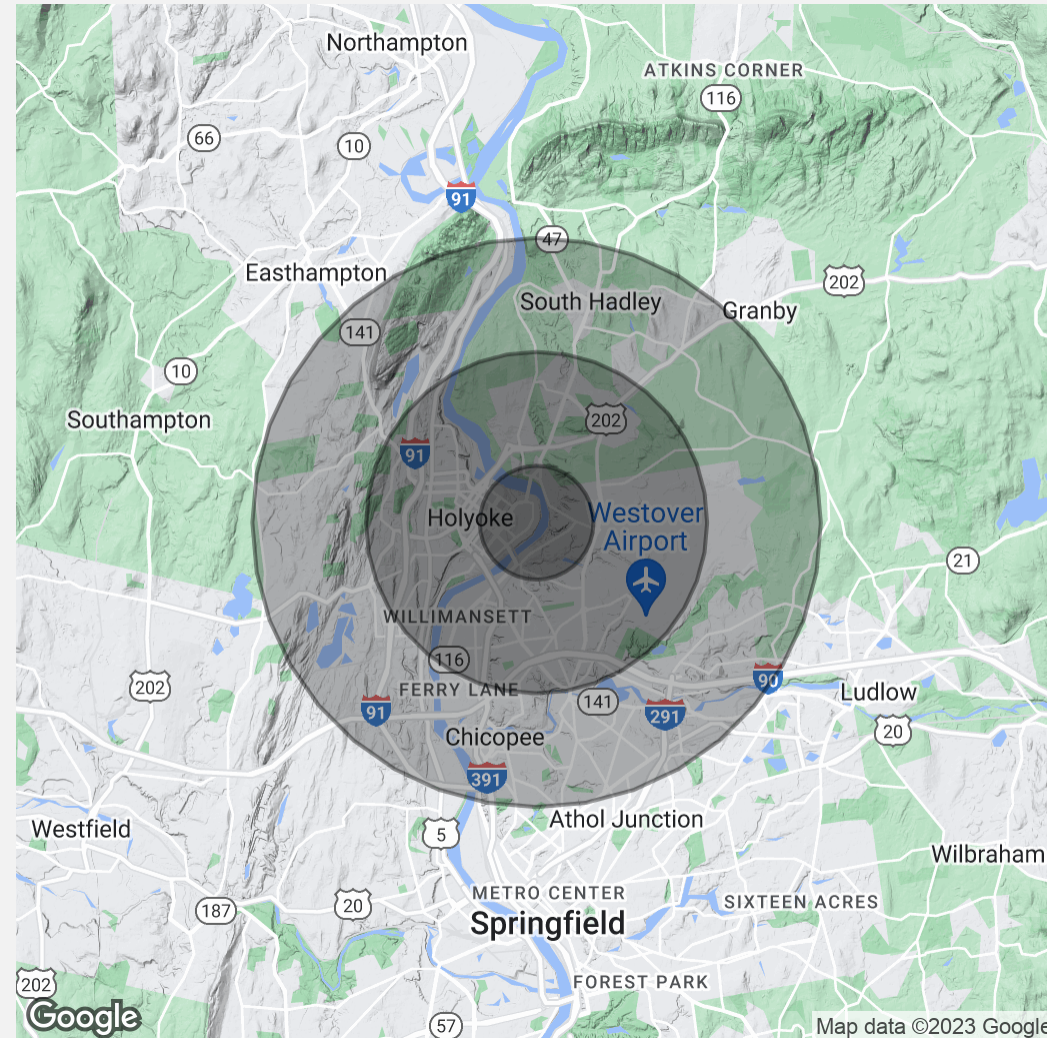 Northampton
ATKINS CORNER
116
66
10
91
47
Easthampton
202
South Hadley
Granby
141
10
Southampton
202
91
Holyoke
Westover
Airport
21
WILLIMANSETT
116
90
202
FERRY LANE
Ludlow
141
91
291
20
Chicopee
391
Athol Junction
Westfield
5
Wilbraham
METRO CENTER
SIXTEEN ACRES
187
20
Springfield
FOREST PARK
202
Google
57
Map data ©2023 Google